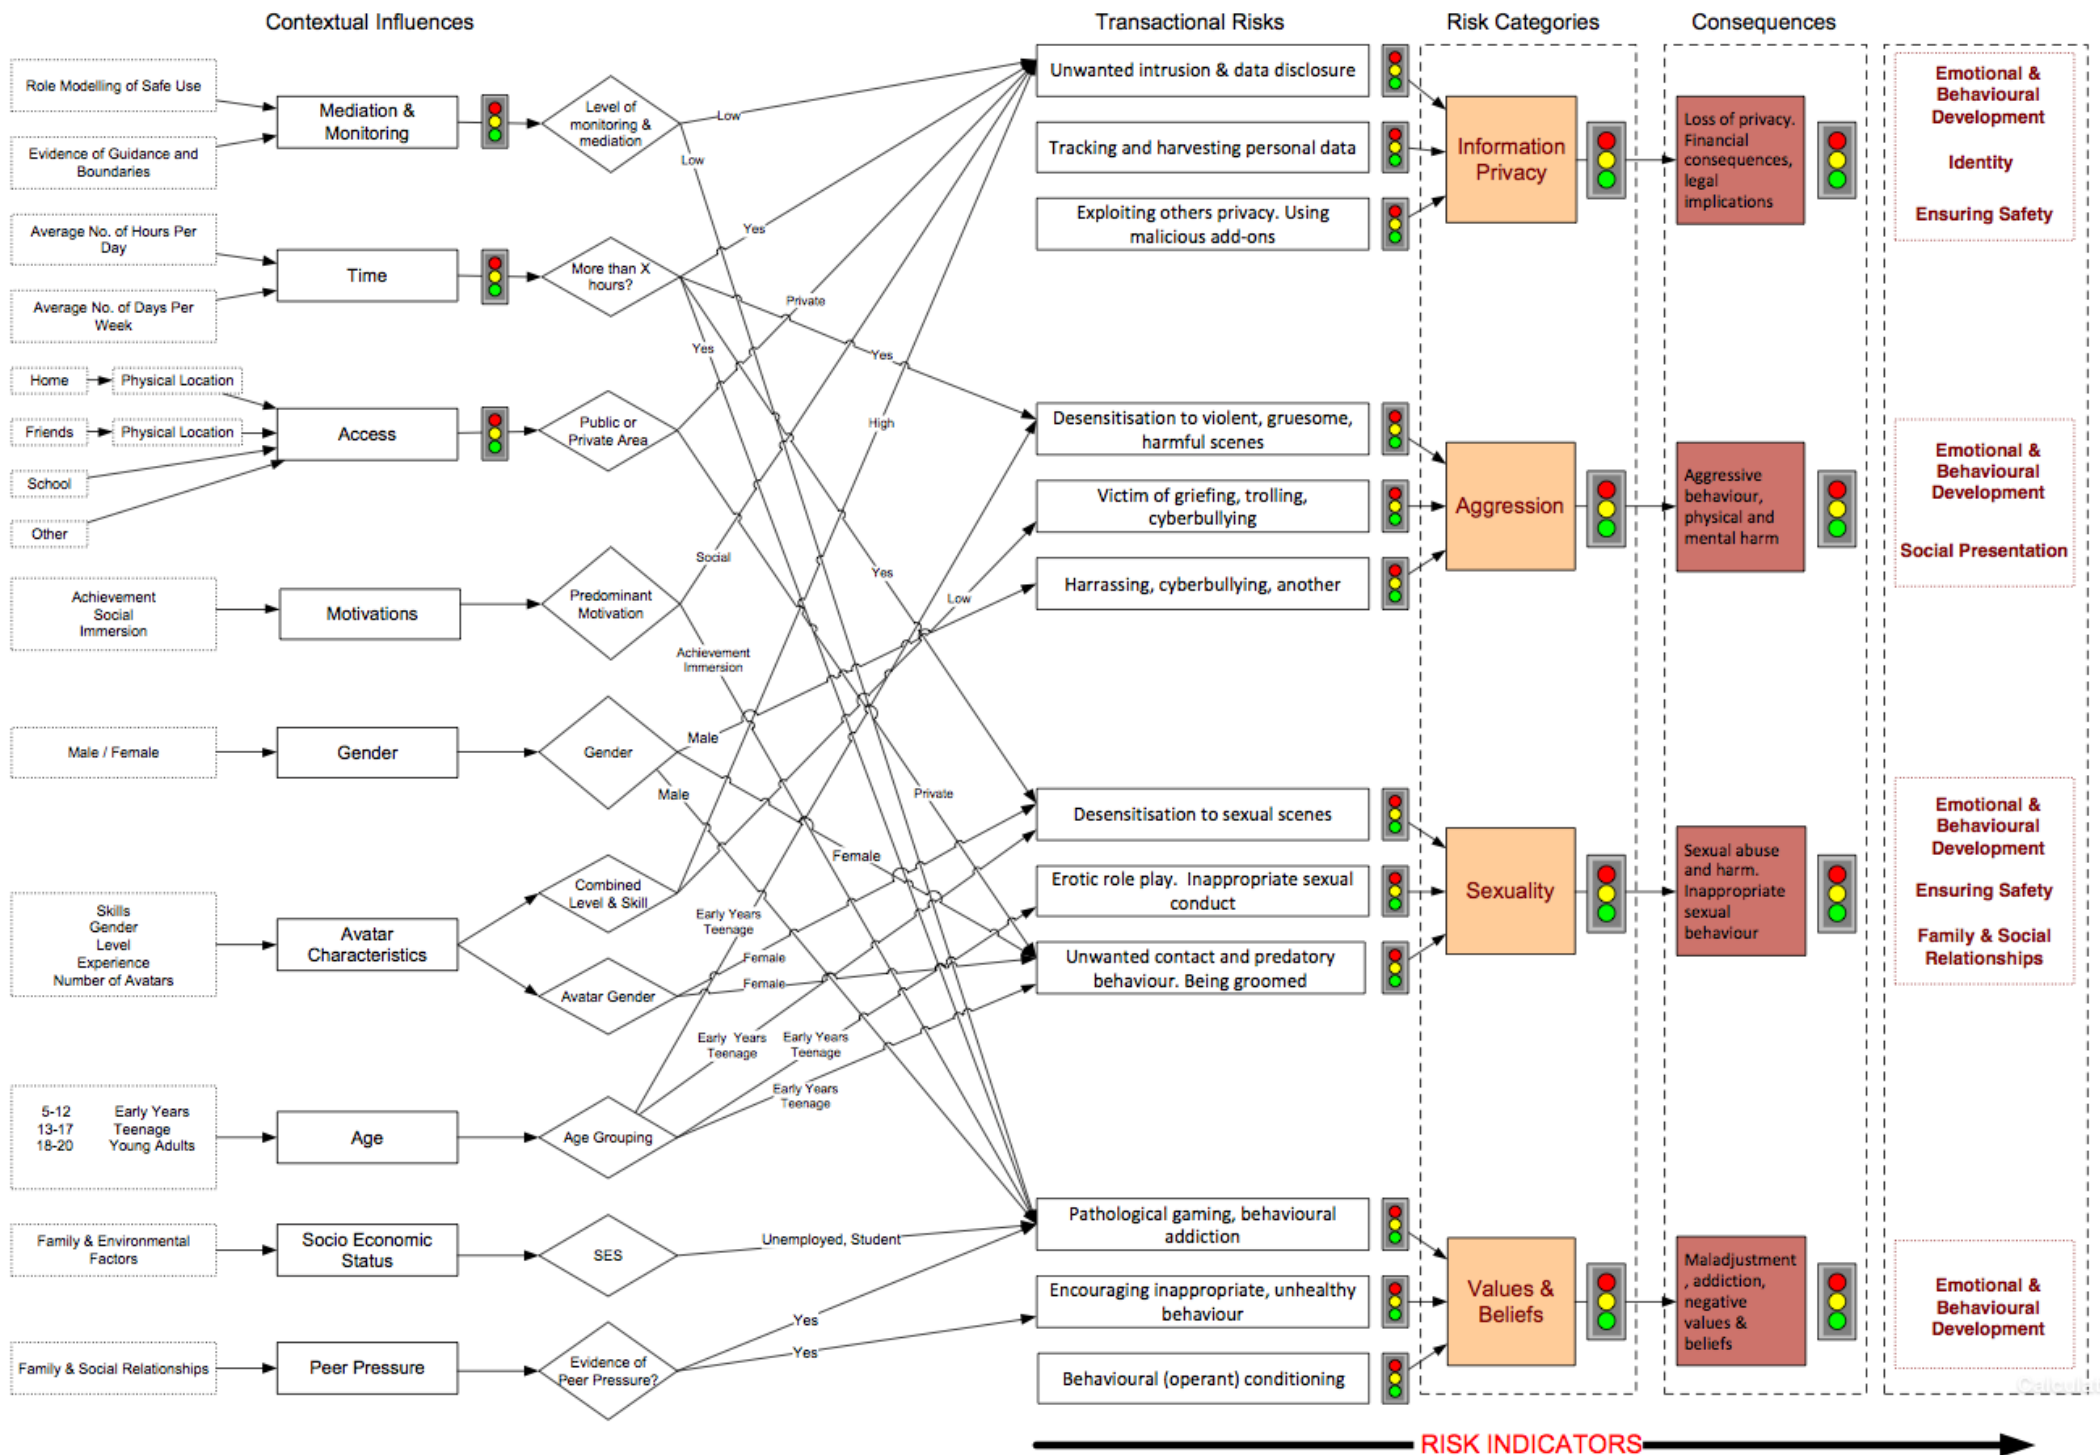 Contextual Influences
Transactional Risks
Risk Categories
Consequences
Role Modelling of Safe Use
Evidence of Guidance and
Boundaries
Mediation &
Monitoring
Level of
monitoring &
mediation
Low
Low
Average No. of Hours Per
Day
Average No. of Days Per
Week
Time
More than X
hours?
Yes
Yes
Yes
Yes
Home
Physical Location
Friends
Physical Location
School
Other
Access
Public or
Private Area
Private
Private
Achievement
Social
Immersion
Motivations
Predominant
Motivation
Social
Achievement
Immersion
Male / Female
Gender
Gender
Male
Male
Female
Skills
Gender
Level
Experience
Number of Avatars
Avatar
Characteristics
Combined
Level & Skill
High
Low
Avatar Gender
Female
Female
5-12 Early Years
13-17 Teenage
18-20 Young Adults
Age
Age Grouping
Early Years
Teenage
Early Years
Teenage
Early Years
Teenage
Early Years
Teenage
Family & Environmental
Factors
Socio Economic
Status
SES
Unemployed, Student
Family & Social Relationships
Peer Pressure
Evidence of
Peer Pressure?
Yes
Yes
Unwanted intrusion & data disclosure
Tracking and harvesting personal data
Exploiting others privacy. Using
malicious add-ons
Information
Privacy
Loss of privacy.
Financial
consequences,
legal
implications
Emotional &
Behavioural
Development
Identity
Ensuring Safety
Desensitisation to violent, gruesome,
harmful scenes
Victim of griefing, trolling,
cyberbullying
Harrassing, cyberbullying, another
Aggression
Aggressive
behaviour,
physical and
mental harm
Emotional &
Behavioural
Development
Social Presentation
Desensitisation to sexual scenes
Erotic role play. Inappropriate sexual
conduct
Unwanted contact and predatory
behaviour. Being groomed
Sexuality
Sexual abuse
and harm.
Inappropriate
sexual
behaviour
Emotional &
Behavioural
Development
Ensuring Safety
Family & Social
Relationships
Pathological gaming, behavioural
addiction
Encouraging inappropriate, unhealthy
behaviour
Behavioural (operant) conditioning
Values &
Beliefs
Maladjustment
, addiction,
negative
values &
beliefs
Emotional &
Behavioural
Development
RISK INDICATORS